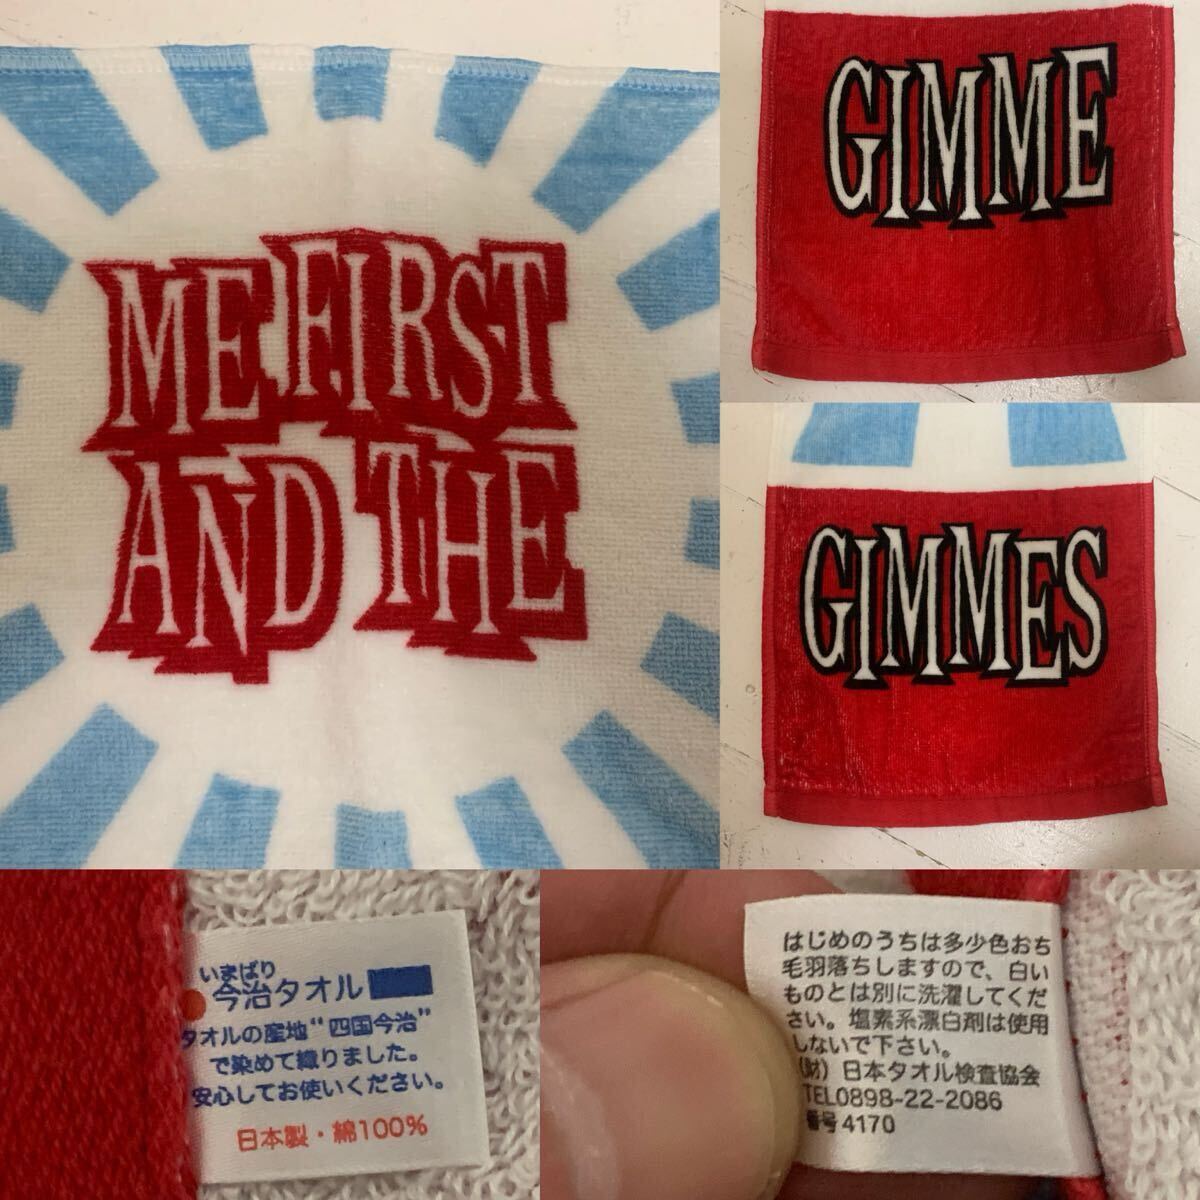 ME FIRST
AND THE
GIMME
GIMMES
いまばり
今治タオル
タオルの産地“四国今治”
で染めて織りました。
安心してお使いください。
日本製・綿100%
はじめのうちは多少色おち
毛羽落ちしますので、白い
ものとは別に洗濯してくだ
さい。塩素系漂白剤は使用
しないで下さい。
(財)日本タオル検査協会
TEL0898-22-2086
番号4170